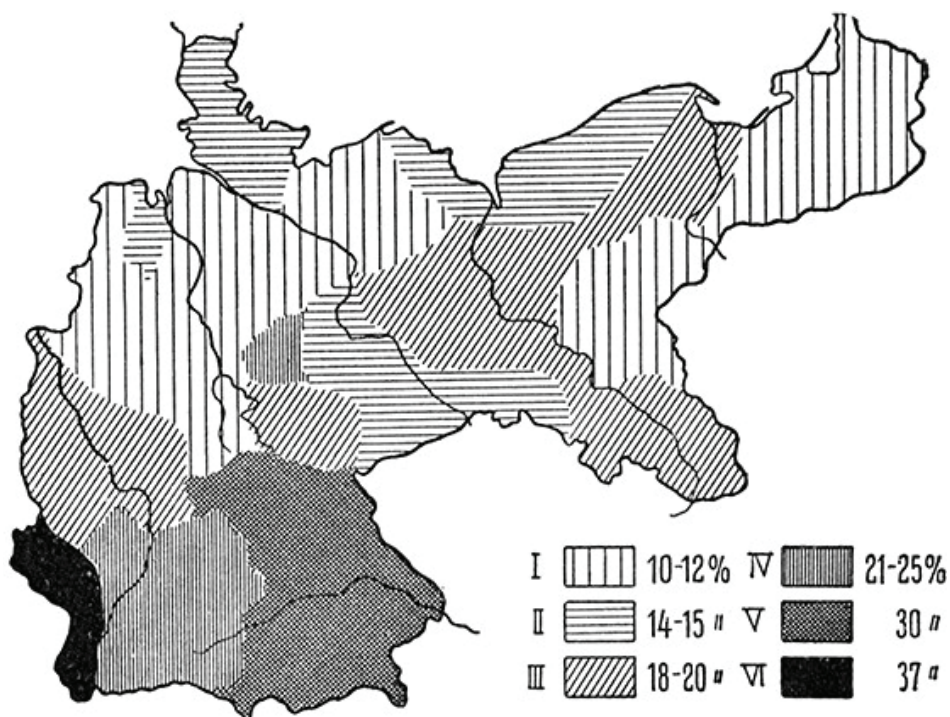 I 10-12% IV 21-25%
II 14-15 " V 30 "
III 18-20 " VI 37 "